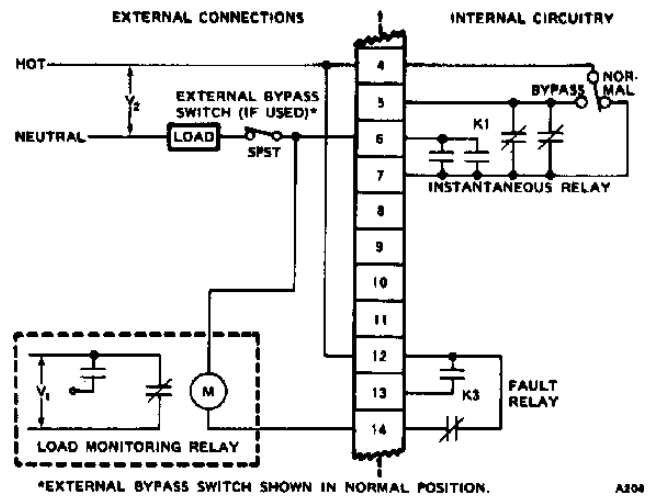 EXTERNAL CONNECTIONS
INTERNAL CIRCUITRY
HOT
V2
NEUTRAL
EXTERNAL BYPASS
SWITCH (IF USED)*
LOAD
SPST
4
5
6
7
8
9
10
11
12
13
14
BYPASS
NOR-
MAL
K1
INSTANTANEOUS RELAY
V1
M
LOAD MONITORING RELAY
K3
FAULT
RELAY
*EXTERNAL BYPASS SWITCH SHOWN IN NORMAL POSITION.
A204